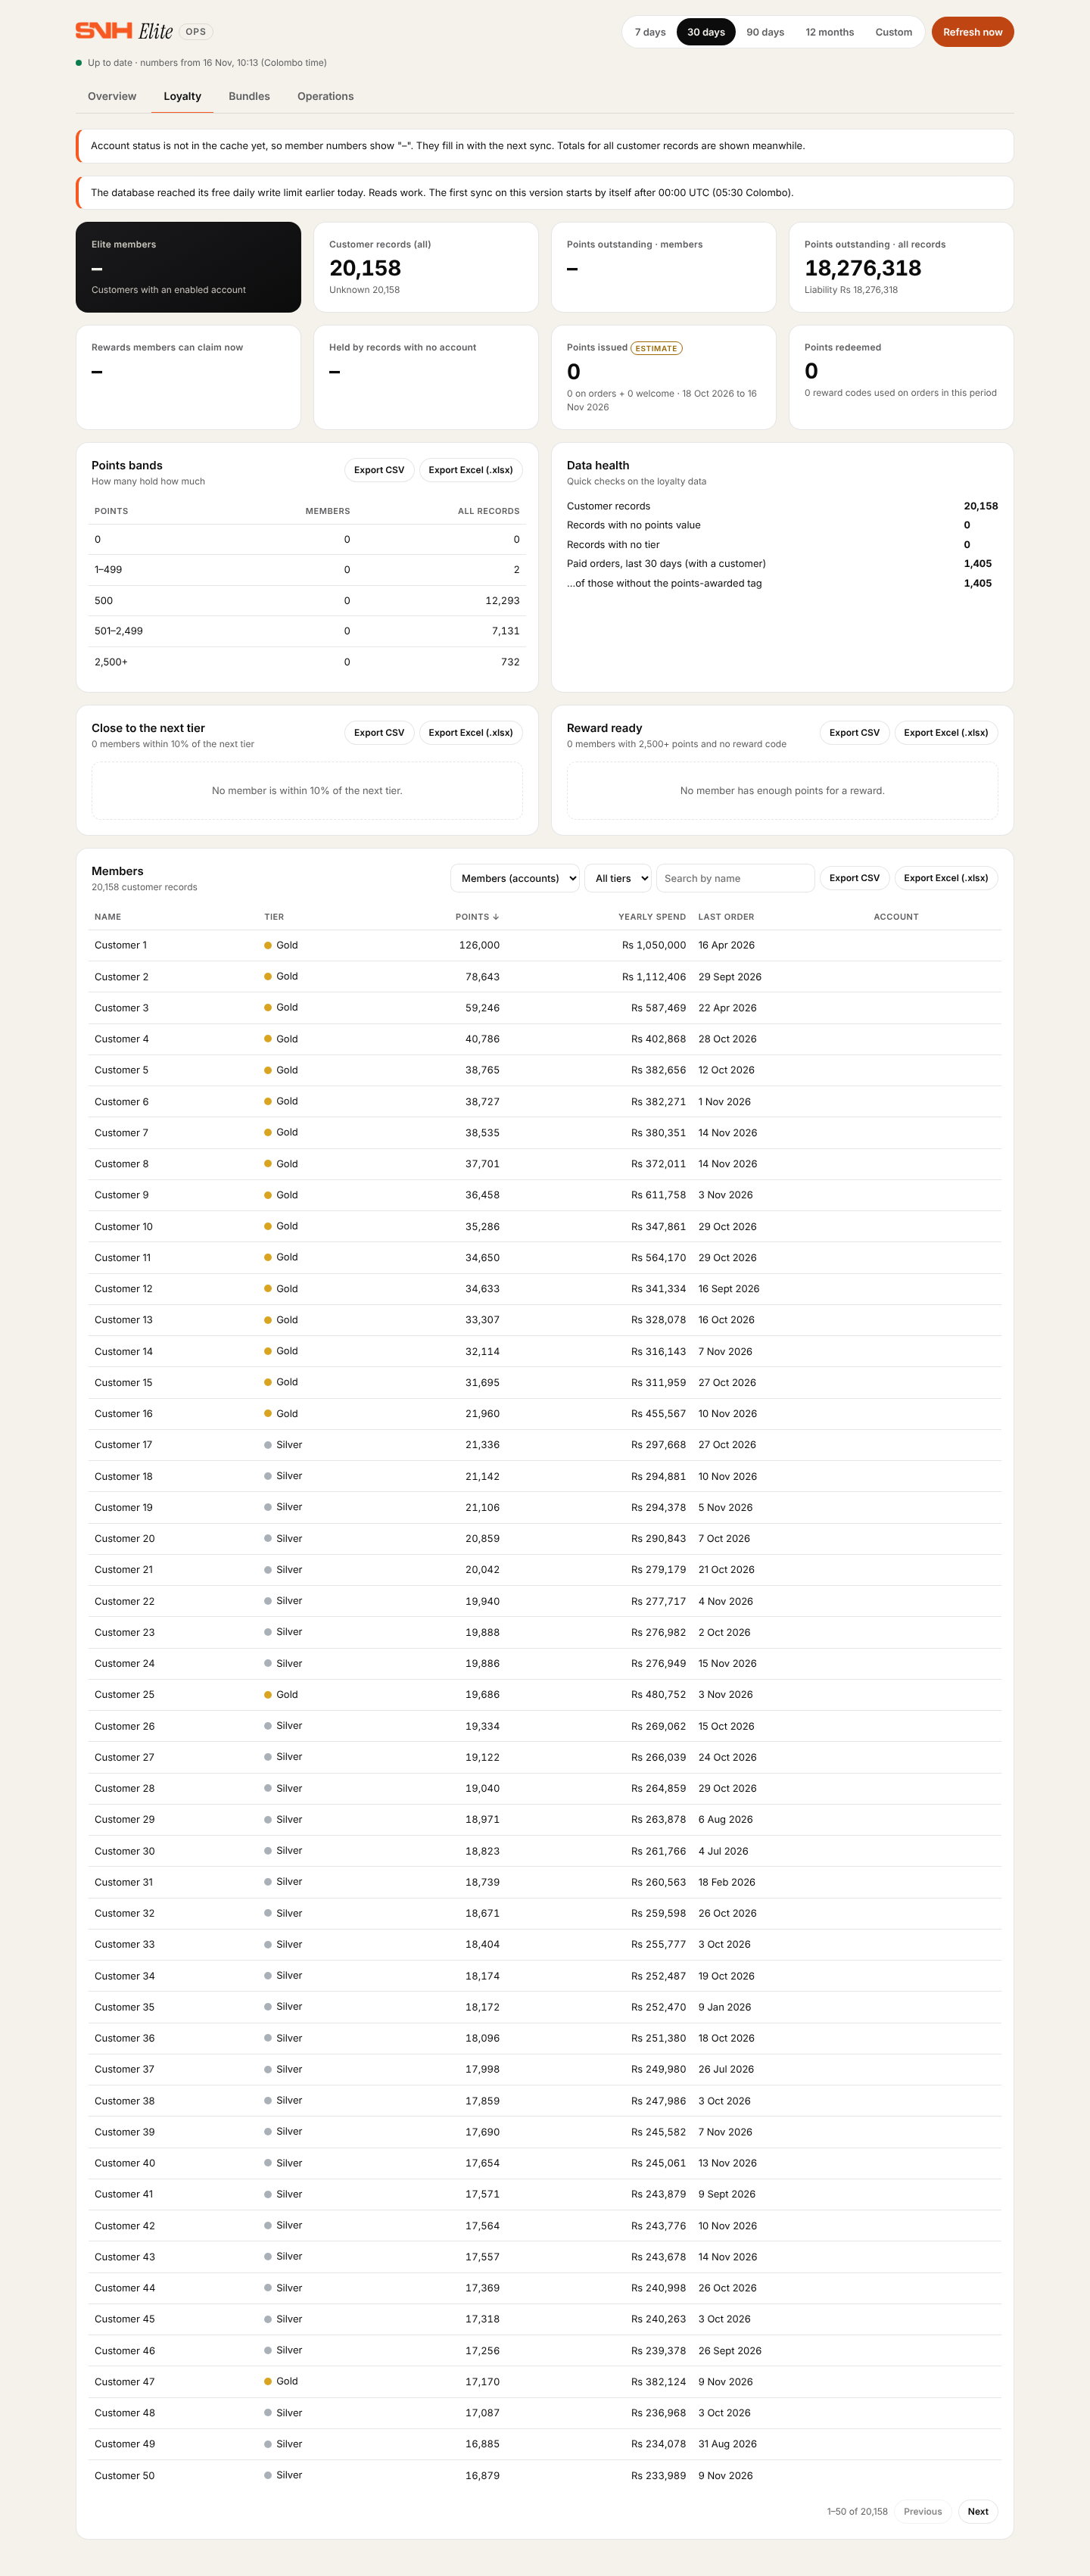 SNH Elite OPS
7 days 30 days 90 days 12 months Custom Refresh now
Up to date · numbers from 16 Nov, 10:13 (Colombo time)
Overview Loyalty Bundles Operations
Account status is not in the cache yet, so member numbers show "–". They fill in with the next sync. Totals for all customer records are shown meanwhile.
The database reached its free daily write limit earlier today. Reads work. The first sync on this version starts by itself after 00:00 UTC (05:30 Colombo).
Elite members
–
Customers with an enabled account
Customer records (all)
20,158
Unknown 20,158
Points outstanding · members
–
Points outstanding · all records
18,276,318
Liability Rs 18,276,318
Rewards members can claim now
–
Held by records with no account
–
Points issued ESTIMATE
0
0 on orders + 0 welcome · 18 Oct 2026 to 16
Nov 2026
Points redeemed
0
0 reward codes used on orders in this period
Points bands
How many hold how much
Export CSV Export Excel (.xlsx)
POINTS MEMBERS ALL RECORDS
0 0 0
1–499 0 2
500 0 12,293
501–2,499 0 7,131
2,500+ 0 732
Data health
Quick checks on the loyalty data
Customer records 20,158
Records with no points value 0
Records with no tier 0
Paid orders, last 30 days (with a customer) 1,405
...of those without the points-awarded tag 1,405
Close to the next tier
0 members within 10% of the next tier
Export CSV Export Excel (.xlsx)
No member is within 10% of the next tier.
Reward ready
0 members with 2,500+ points and no reward code
Export CSV Export Excel (.xlsx)
No member has enough points for a reward.
Members
20,158 customer records
Members (accounts) All tiers Search by name Export CSV Export Excel (.xlsx)
NAME TIER POINTS ↓ YEARLY SPEND LAST ORDER ACCOUNT
Customer 1 Gold 126,000 Rs 1,050,000 16 Apr 2026
Customer 2 Gold 78,643 Rs 1,112,406 29 Sept 2026
Customer 3 Gold 59,246 Rs 587,469 22 Apr 2026
Customer 4 Gold 40,786 Rs 402,868 28 Oct 2026
Customer 5 Gold 38,765 Rs 382,656 12 Oct 2026
Customer 6 Gold 38,727 Rs 382,271 1 Nov 2026
Customer 7 Gold 38,535 Rs 380,351 14 Nov 2026
Customer 8 Gold 37,701 Rs 372,011 14 Nov 2026
Customer 9 Gold 36,458 Rs 611,758 3 Nov 2026
Customer 10 Gold 35,286 Rs 347,861 29 Oct 2026
Customer 11 Gold 34,650 Rs 564,170 29 Oct 2026
Customer 12 Gold 34,633 Rs 341,334 16 Sept 2026
Customer 13 Gold 33,307 Rs 328,078 16 Oct 2026
Customer 14 Gold 32,114 Rs 316,143 7 Nov 2026
Customer 15 Gold 31,695 Rs 311,959 27 Oct 2026
Customer 16 Gold 21,960 Rs 455,567 10 Nov 2026
Customer 17 Silver 21,336 Rs 297,668 27 Oct 2026
Customer 18 Silver 21,142 Rs 294,881 10 Nov 2026
Customer 19 Silver 21,106 Rs 294,378 5 Nov 2026
Customer 20 Silver 20,859 Rs 290,843 7 Oct 2026
Customer 21 Silver 20,042 Rs 279,179 21 Oct 2026
Customer 22 Silver 19,940 Rs 277,717 4 Nov 2026
Customer 23 Silver 19,888 Rs 276,982 2 Oct 2026
Customer 24 Silver 19,886 Rs 276,949 15 Nov 2026
Customer 25 Gold 19,686 Rs 480,752 3 Nov 2026
Customer 26 Silver 19,334 Rs 269,062 15 Oct 2026
Customer 27 Silver 19,122 Rs 266,039 24 Oct 2026
Customer 28 Silver 19,040 Rs 264,859 29 Oct 2026
Customer 29 Silver 18,971 Rs 263,878 6 Aug 2026
Customer 30 Silver 18,823 Rs 261,766 4 Jul 2026
Customer 31 Silver 18,739 Rs 260,563 18 Feb 2026
Customer 32 Silver 18,671 Rs 259,598 26 Oct 2026
Customer 33 Silver 18,404 Rs 255,777 3 Oct 2026
Customer 34 Silver 18,174 Rs 252,487 19 Oct 2026
Customer 35 Silver 18,172 Rs 252,470 9 Jan 2026
Customer 36 Silver 18,096 Rs 251,380 18 Oct 2026
Customer 37 Silver 17,998 Rs 249,980 26 Jul 2026
Customer 38 Silver 17,859 Rs 247,986 3 Oct 2026
Customer 39 Silver 17,690 Rs 245,582 7 Nov 2026
Customer 40 Silver 17,654 Rs 245,061 13 Nov 2026
Customer 41 Silver 17,571 Rs 243,879 9 Sept 2026
Customer 42 Silver 17,564 Rs 243,776 10 Nov 2026
Customer 43 Silver 17,557 Rs 243,678 14 Nov 2026
Customer 44 Silver 17,369 Rs 240,998 26 Oct 2026
Customer 45 Silver 17,318 Rs 240,263 3 Oct 2026
Customer 46 Silver 17,256 Rs 239,378 26 Sept 2026
Customer 47 Gold 17,170 Rs 382,124 9 Nov 2026
Customer 48 Silver 17,087 Rs 236,968 3 Oct 2026
Customer 49 Silver 16,885 Rs 234,078 31 Aug 2026
Customer 50 Silver 16,879 Rs 233,989 9 Nov 2026
1–50 of 20,158 Previous Next